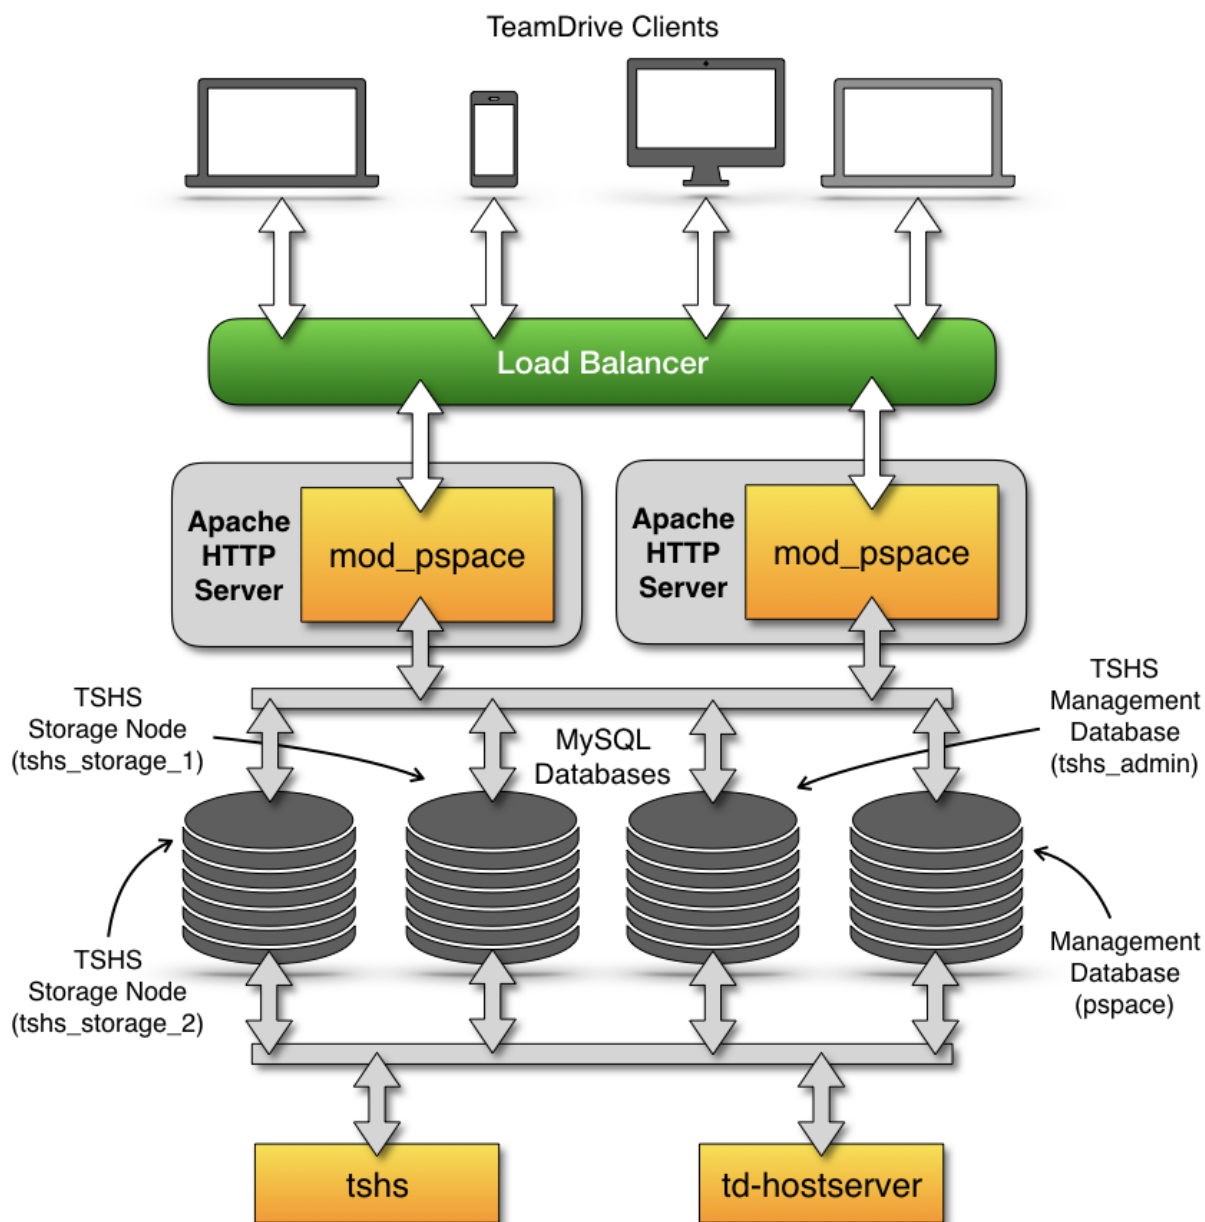 TeamDrive Clients
Load Balancer
Apache
HTTP
Server
mod_pspace
Apache
HTTP
Server
mod_pspace
TSHS
Storage Node
(tshs_storage_1)
MySQL
Databases
TSHS
Management
Database
(tshs_admin)
TSHS
Storage Node
(tshs_storage_2)
Management
Database
(pspace)
tshs
td-hostserver